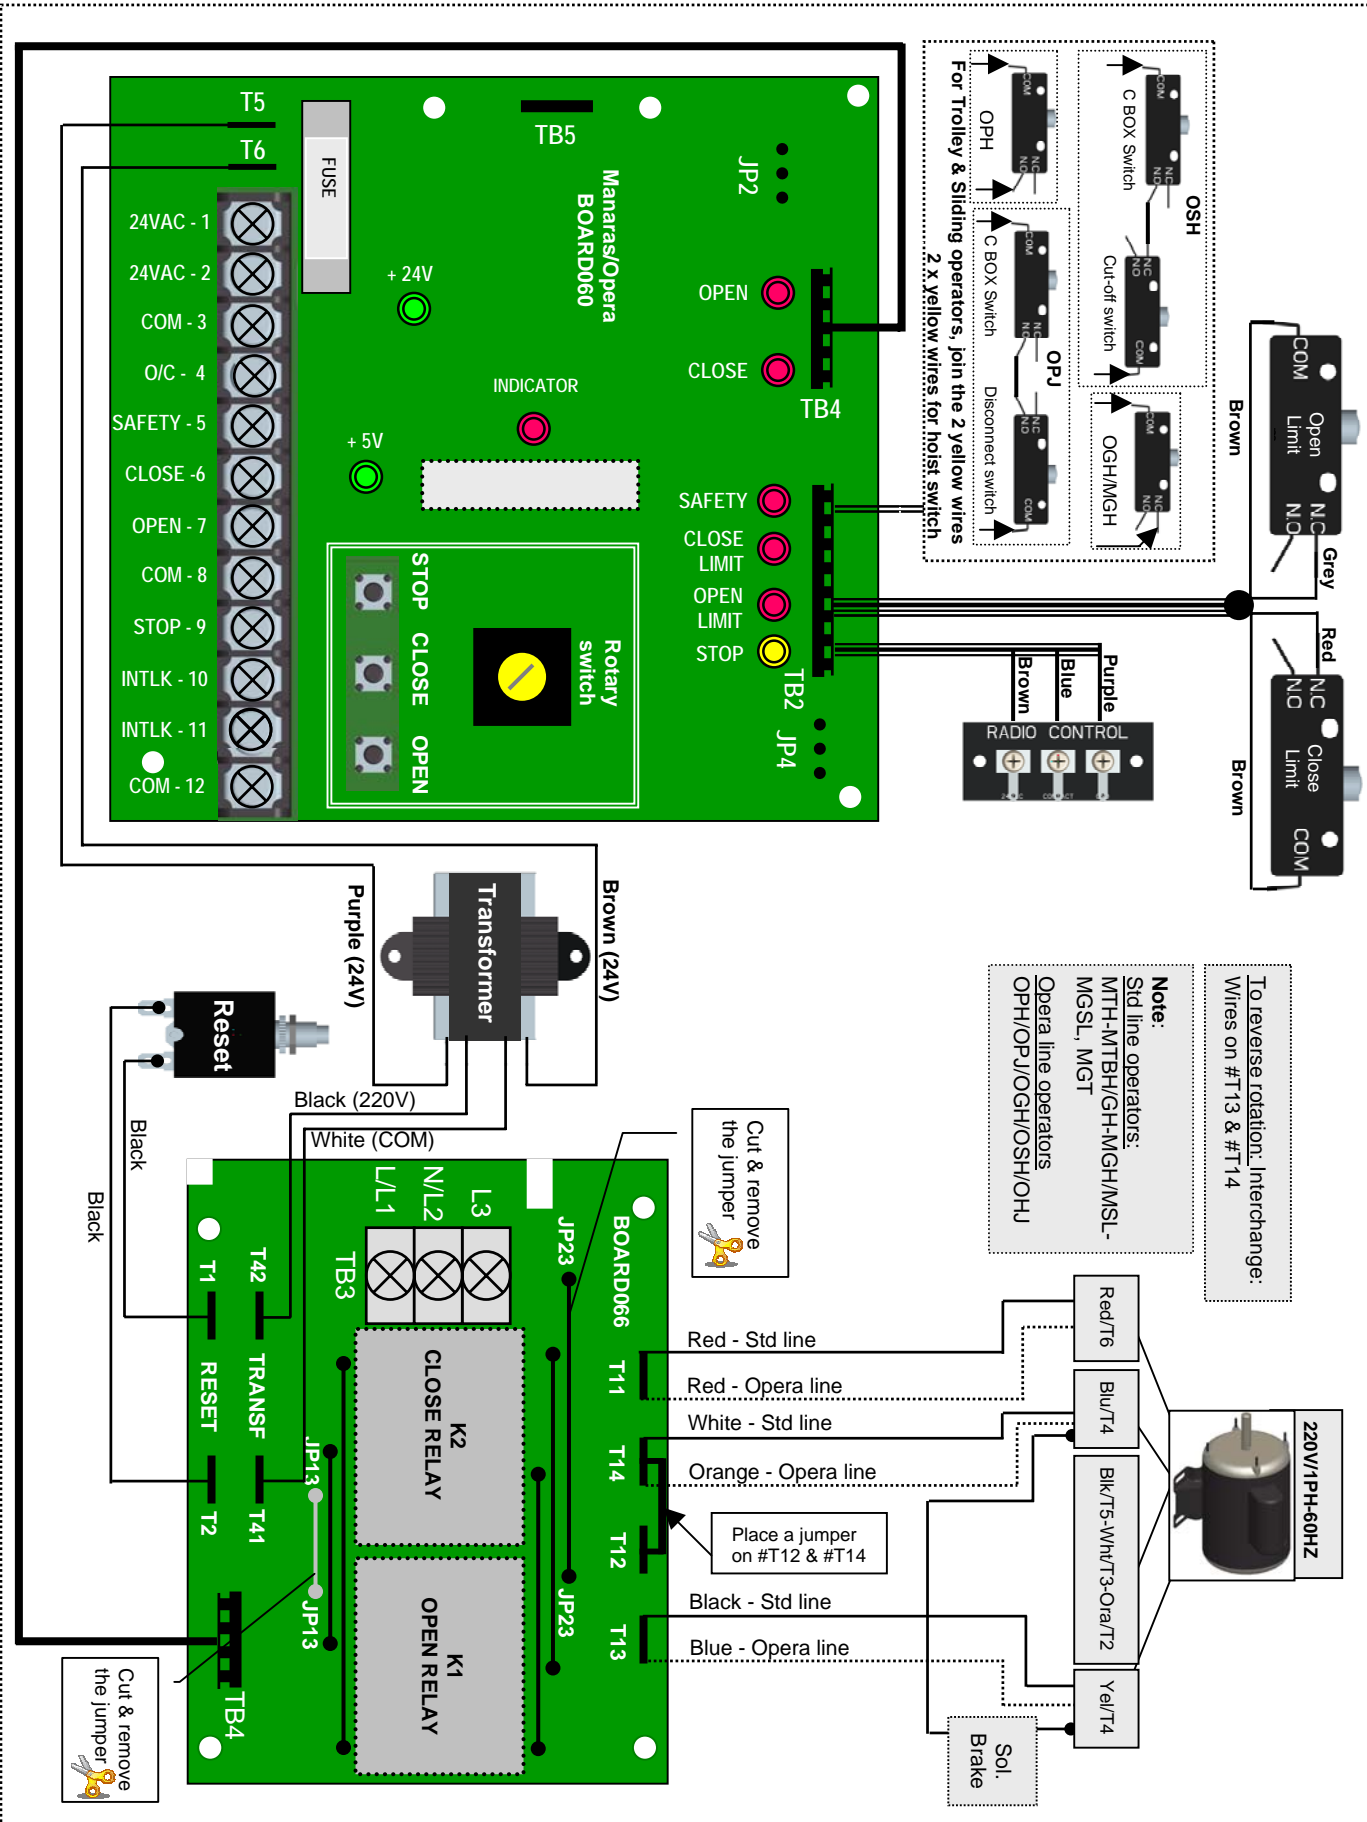 T5
T6
FUSE
TB5
Manaras/Opera
BOARD060
JP2
24VAC - 1
24VAC - 2
COM - 3
O/C - 4
SAFETY - 5
CLOSE -6
OPEN - 7
COM - 8
STOP - 9
INTLK - 10
INTLK - 11
COM - 12
+ 24V
+ 5V
INDICATOR
OPEN
CLOSE
TB4
SAFETY
CLOSE
LIMIT
OPEN
LIMIT
STOP
TB2
JP4
STOP
CLOSE
OPEN
Rotary
switch
For Trolley & Sliding operators, join the 2 yellow wires
2 x yellow wires for hoist switch
OPH
COM
N.C
N.O
OPJ
C BOX Switch
COM
N.C
N.O
Disconnect switch
N.C
N.O
COM
OSH
C BOX Switch
COM
N.C
N.O
Cut-off switch
N.C
N.O
COM
OGH/MGH
COM
N.C
N.O
COM
Open
Limit
N.C
N.O
Brown
Grey
Red
N.C
N.O
Close
Limit
COM
Brown
Purple
Blue
Brown
RADIO CONTROL
Transformer
Brown (24V)
Purple (24V)
Black (220V)
White (COM)
Reset
Black
Black
To reverse rotation: Interchange:
Wires on #T13 & #T14
Note:
Std line operators:
MTH-MTBH/GH-MGH/MSL-
MGSL, MGT
Opera line operators
OPH/OPJ/OGH/OSH/OHJ
Cut & remove
the jumper
BOARD066
L/L1
N/L2
L3
TB3
JP23
JP23
JP13
JP13
T1
RESET
T2
T42
TRANSF
T41
K2
CLOSE RELAY
K1
OPEN RELAY
T11
T14
T12
T13
TB4
Cut & remove
the jumper
Red - Std line
Red - Opera line
White - Std line
Orange - Opera line
Place a jumper
on #T12 & #T14
Black - Std line
Blue - Opera line
Red/T6
Blu/T4
Blk/T5-Wht/T3-Ora/T2
Yel/T4
220V/1PH-60HZ
Sol.
Brake